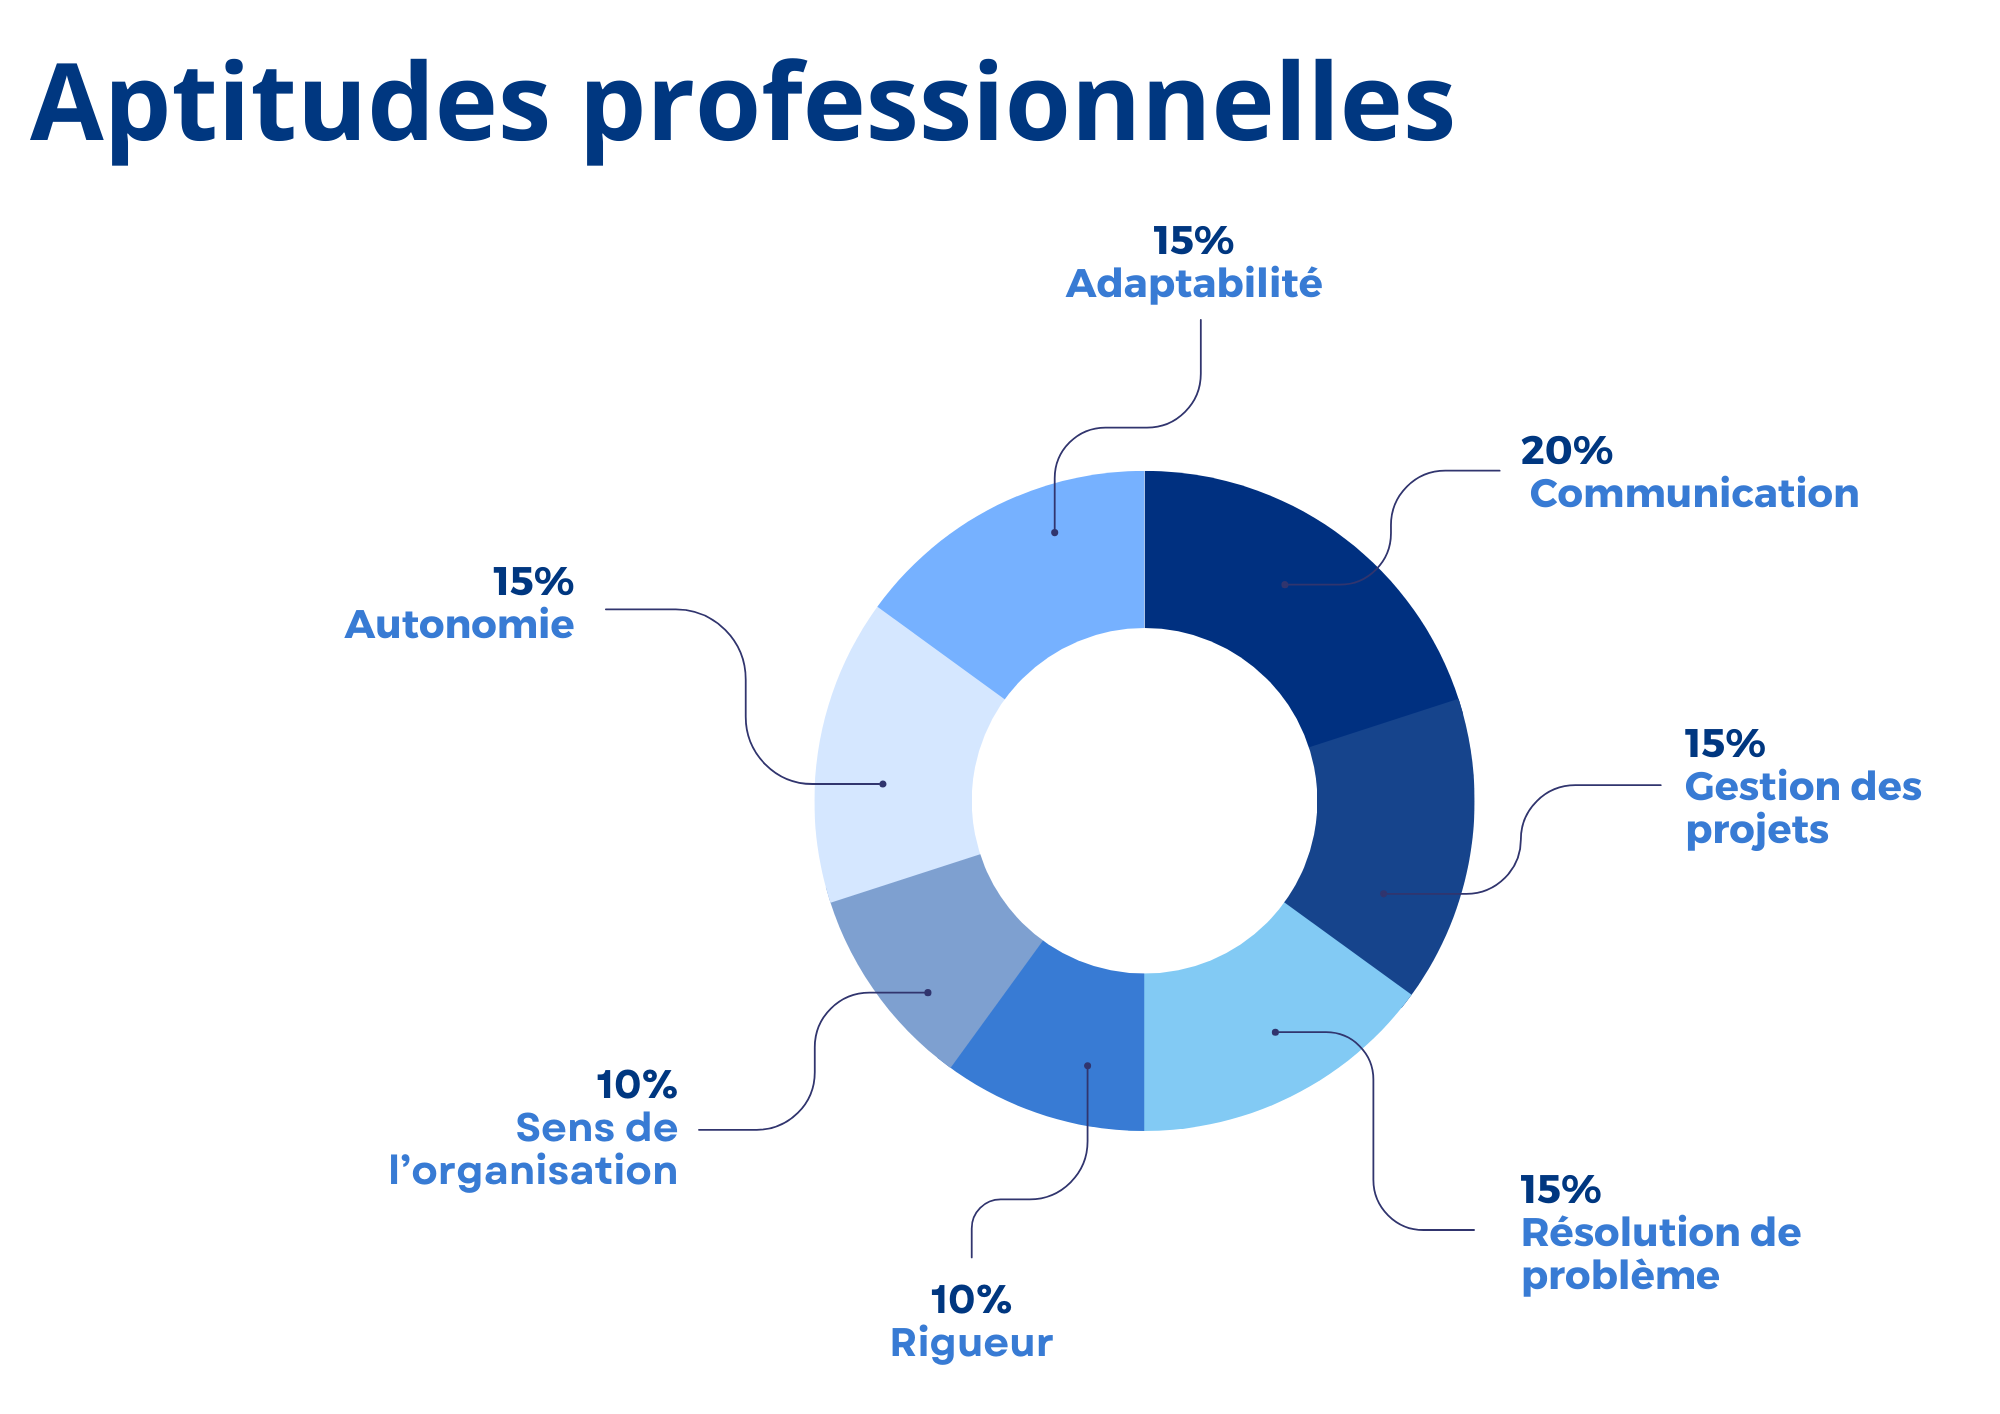 Aptitudes professionnelles
15%
Adaptabilité
20%
Communication
15%
Autonomie
15%
Gestion des
projets
10%
Sens de
l’organisation
15%
Résolution de
problème
10%
Rigueur